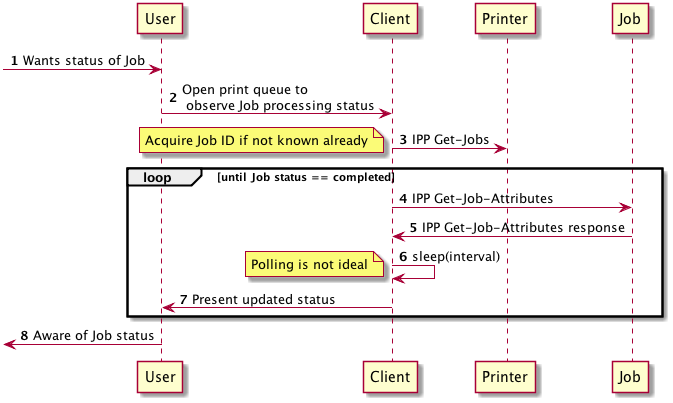 User Client Printer Job
1 Wants status of Job
2 Open print queue to
observe Job processing status
Acquire Job ID if not known already
3 IPP Get-Jobs
loop [until Job status == completed]
4 IPP Get-Job-Attributes
5 IPP Get-Job-Attributes response
6 sleep(interval)
Polling is not ideal
7 Present updated status
8 Aware of Job status
User Client Printer Job